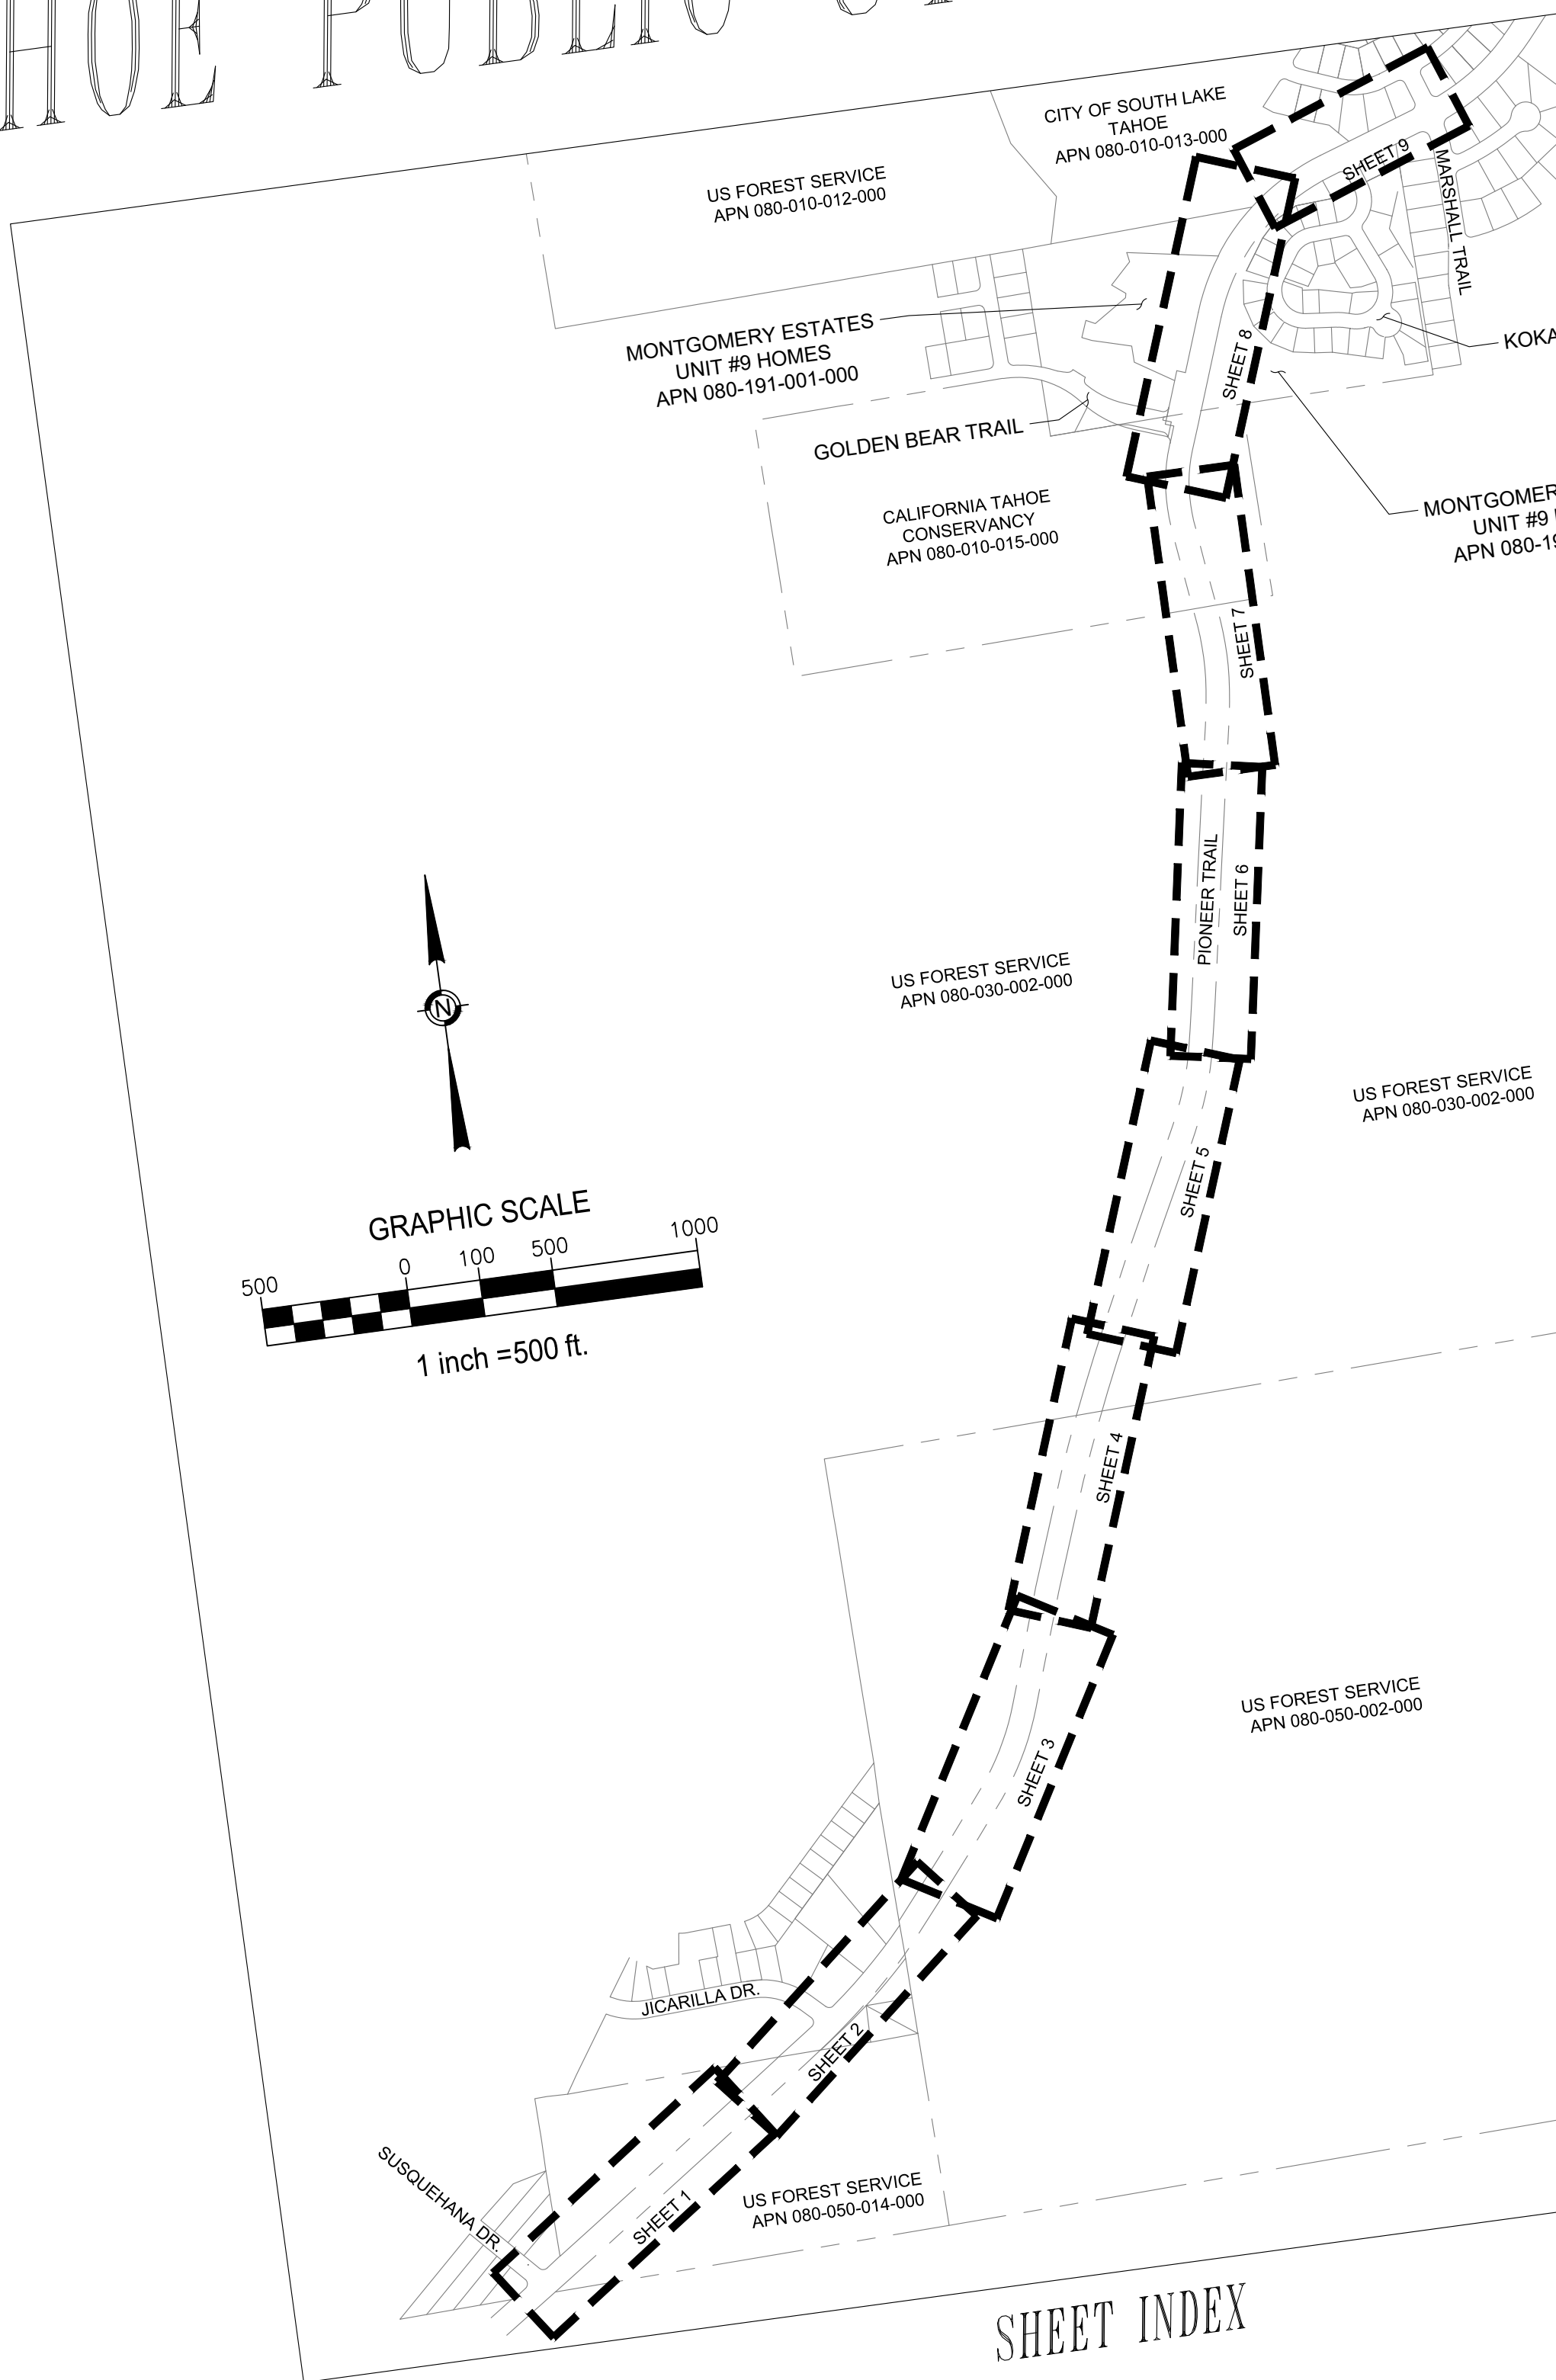 PUBLIC
CITY OF SOUTH LAKE
TAHOE
APN 080-010-013-000
US FOREST SERVICE
APN 080-010-012-000
SHEET 9
MARSHALL TRAIL
MONTGOMERY ESTATES
UNIT #9 HOMES
APN 080-191-001-000
KOKA
SHEET 8
GOLDEN BEAR TRAIL
CALIFORNIA TAHOE
CONSERVANCY
APN 080-010-015-000
MONTGOMER
UNIT #9
APN 080-19
SHEET 7
PIONEER TRAIL
SHEET 6
US FOREST SERVICE
APN 080-030-002-000
N
US FOREST SERVICE
APN 080-030-002-000
SHEET 5
GRAPHIC SCALE
500 0 100 500 1000
1 inch =500 ft.
SHEET 4
US FOREST SERVICE
APN 080-050-002-000
SHEET 3
JICARILLA DR.
SHEET 2
SUSQUEHANA DR.
SHEET 1
US FOREST SERVICE
APN 080-050-014-000
SHEET INDEX